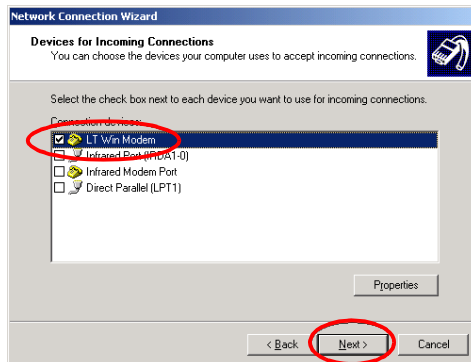 Network Connection Wizard
Devices for Incoming Connections
You can choose the devices your computer uses to accept incoming connections.
Select the check box next to each device you want to use for incoming connections.
Connection devices:
LT Win Modem
Infrared Port (IRDA1-0)
Infrared Modem Port
Direct Parallel (LPT1)
Properties
< Back Next > Cancel